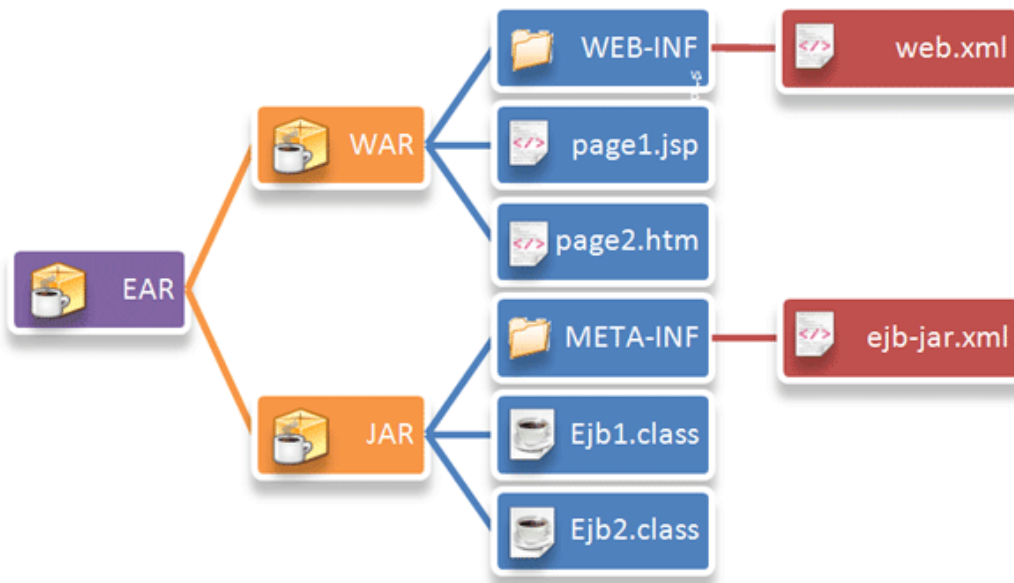 WEB-INF
web.xml
WAR
page1.jsp
page2.htm
EAR
META-INF
ejb-jar.xml
JAR
Ejb1.class
Ejb2.class